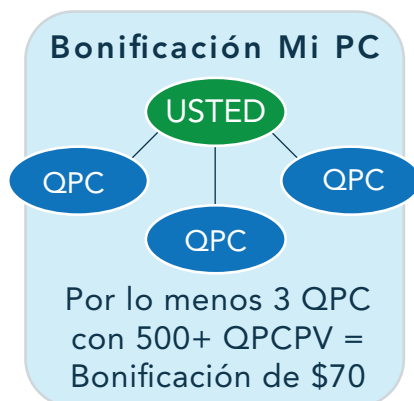 Bonificación Mi PC
USTED
QPC
QPC
QPC
Por lo menos 3 QPC
con 500+ QPCPV =
Bonificación de $70